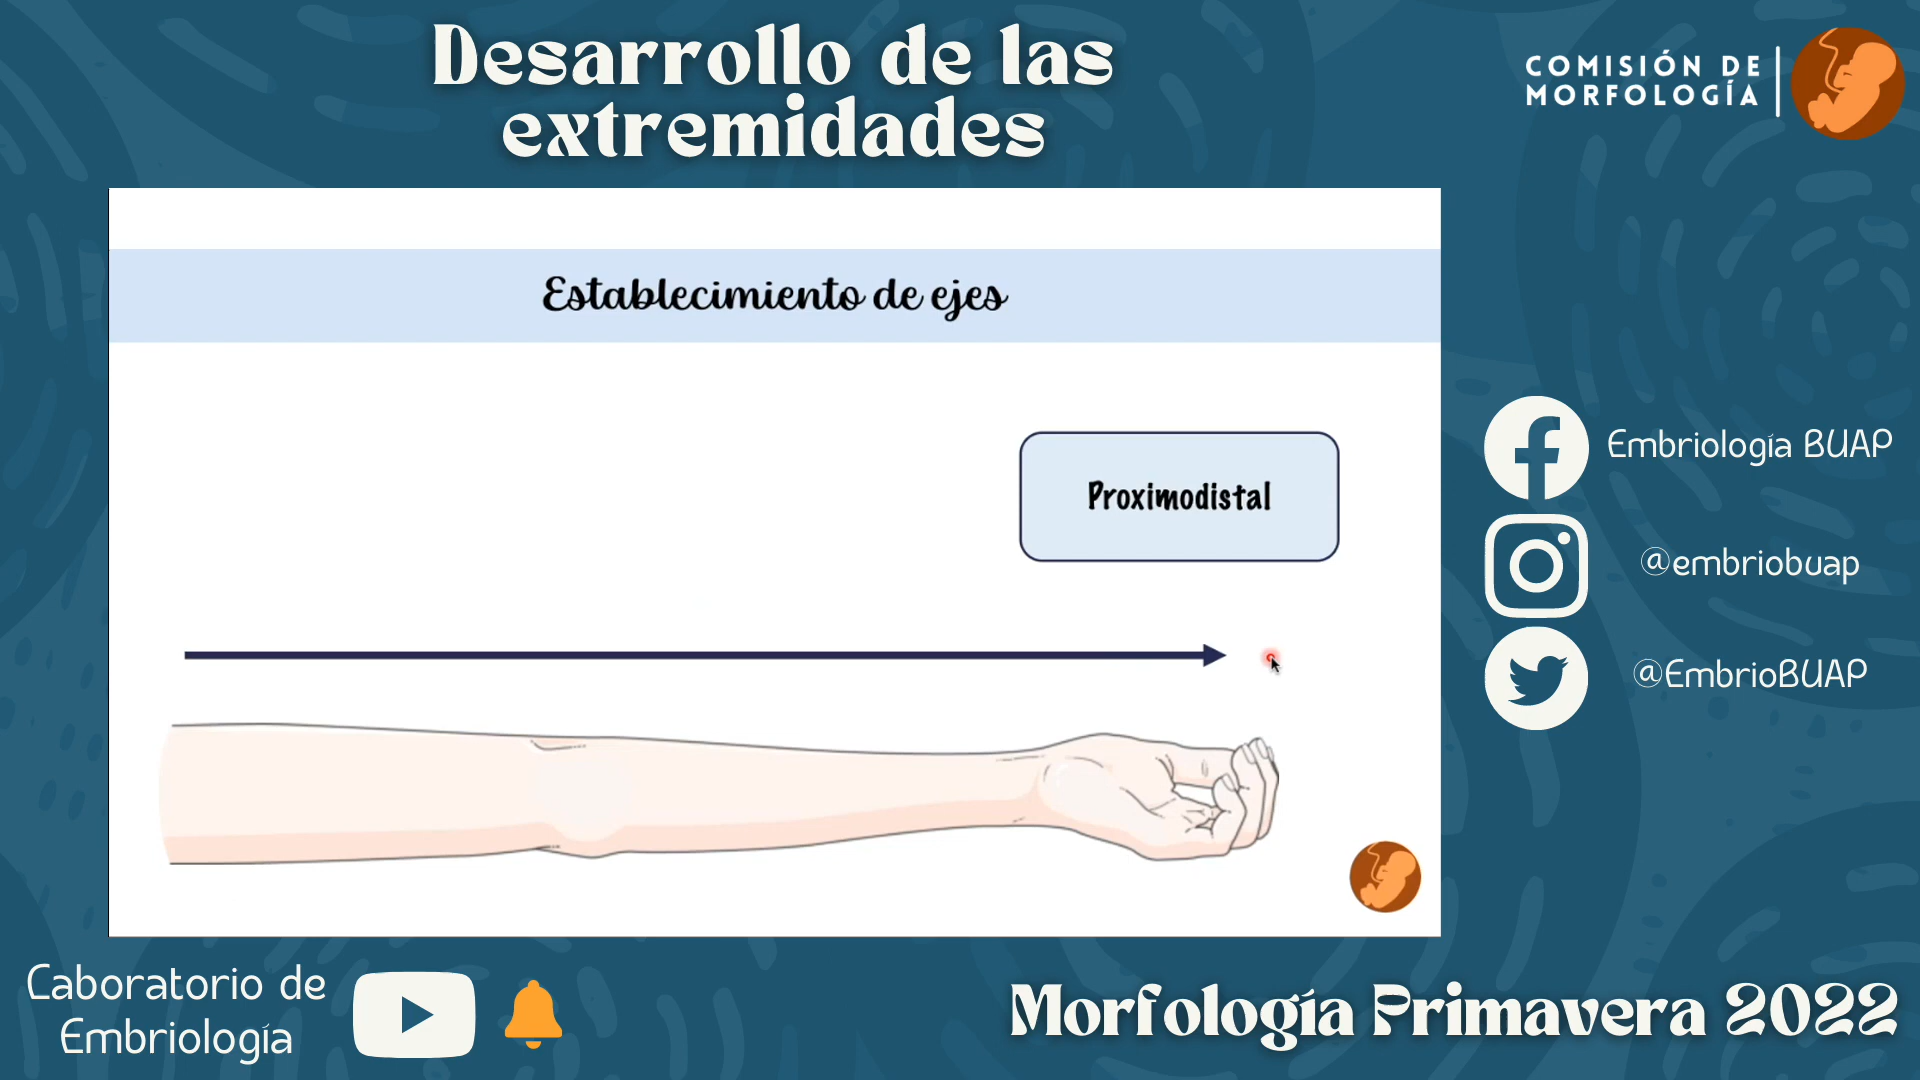 Desarrollo de las
extremidades
COMISIÓN DE
MORFOLOGÍA
Establecimiento de ejes
Proximodistal
Embriología BUAP
@embriobuap
@EmbrioBUAP
Laboratorio de
Embriología
Morfología Primavera 2022